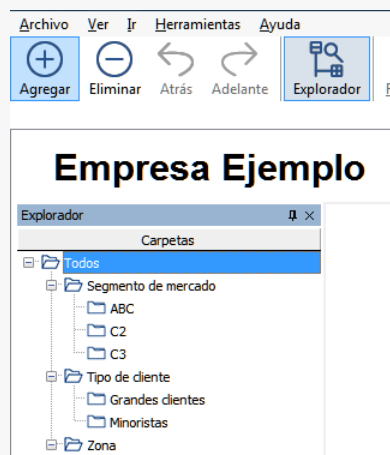 Archivo Ver Ir Herramientas Ayuda
Agregar Eliminar Atrás Adelante Explorador
Empresa Ejemplo
Explorador
Carpetas
Todos
Segmento de mercado
ABC
C2
C3
Tipo de cliente
Grandes clientes
Minoristas
Zona